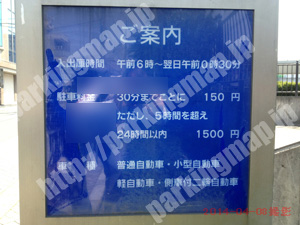 ご案内
入出庫時間 午前6時～翌日午前0時30分
駐車料金 30分までごとに 150円
ただし、5時間を超え
24時間以内 1500円
車種 普通自動車・小型自動車
軽自動車・側車付二輪自動車
http://parkingmap.jp